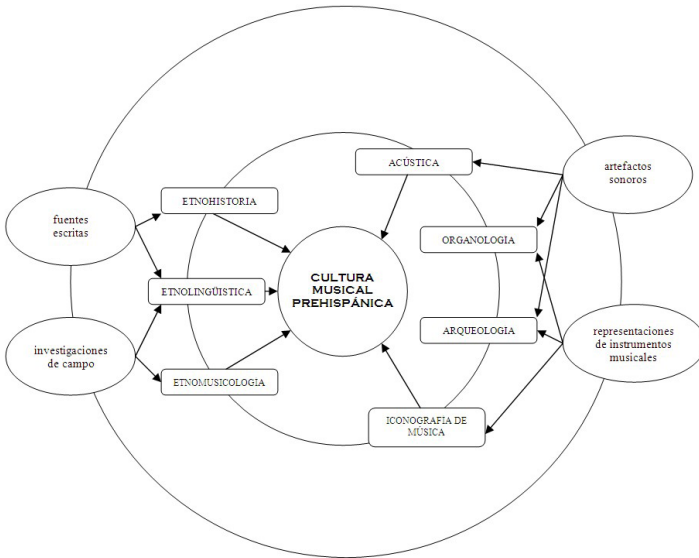 ACÚSTICA
artefactos
sonoros
fuentes
escritas
ETNOHISTORIA
ORGANOLOGIA
CULTURA
MUSICAL
PREHISPÁNICA
ETNOLINGÜISTICA
investigaciones
de campo
ARQUEOLOGIA
representaciones
de instrumentos
musicales
ETNOMUSICOLOGIA
ICONOGRAFIA DE
MÚSICA